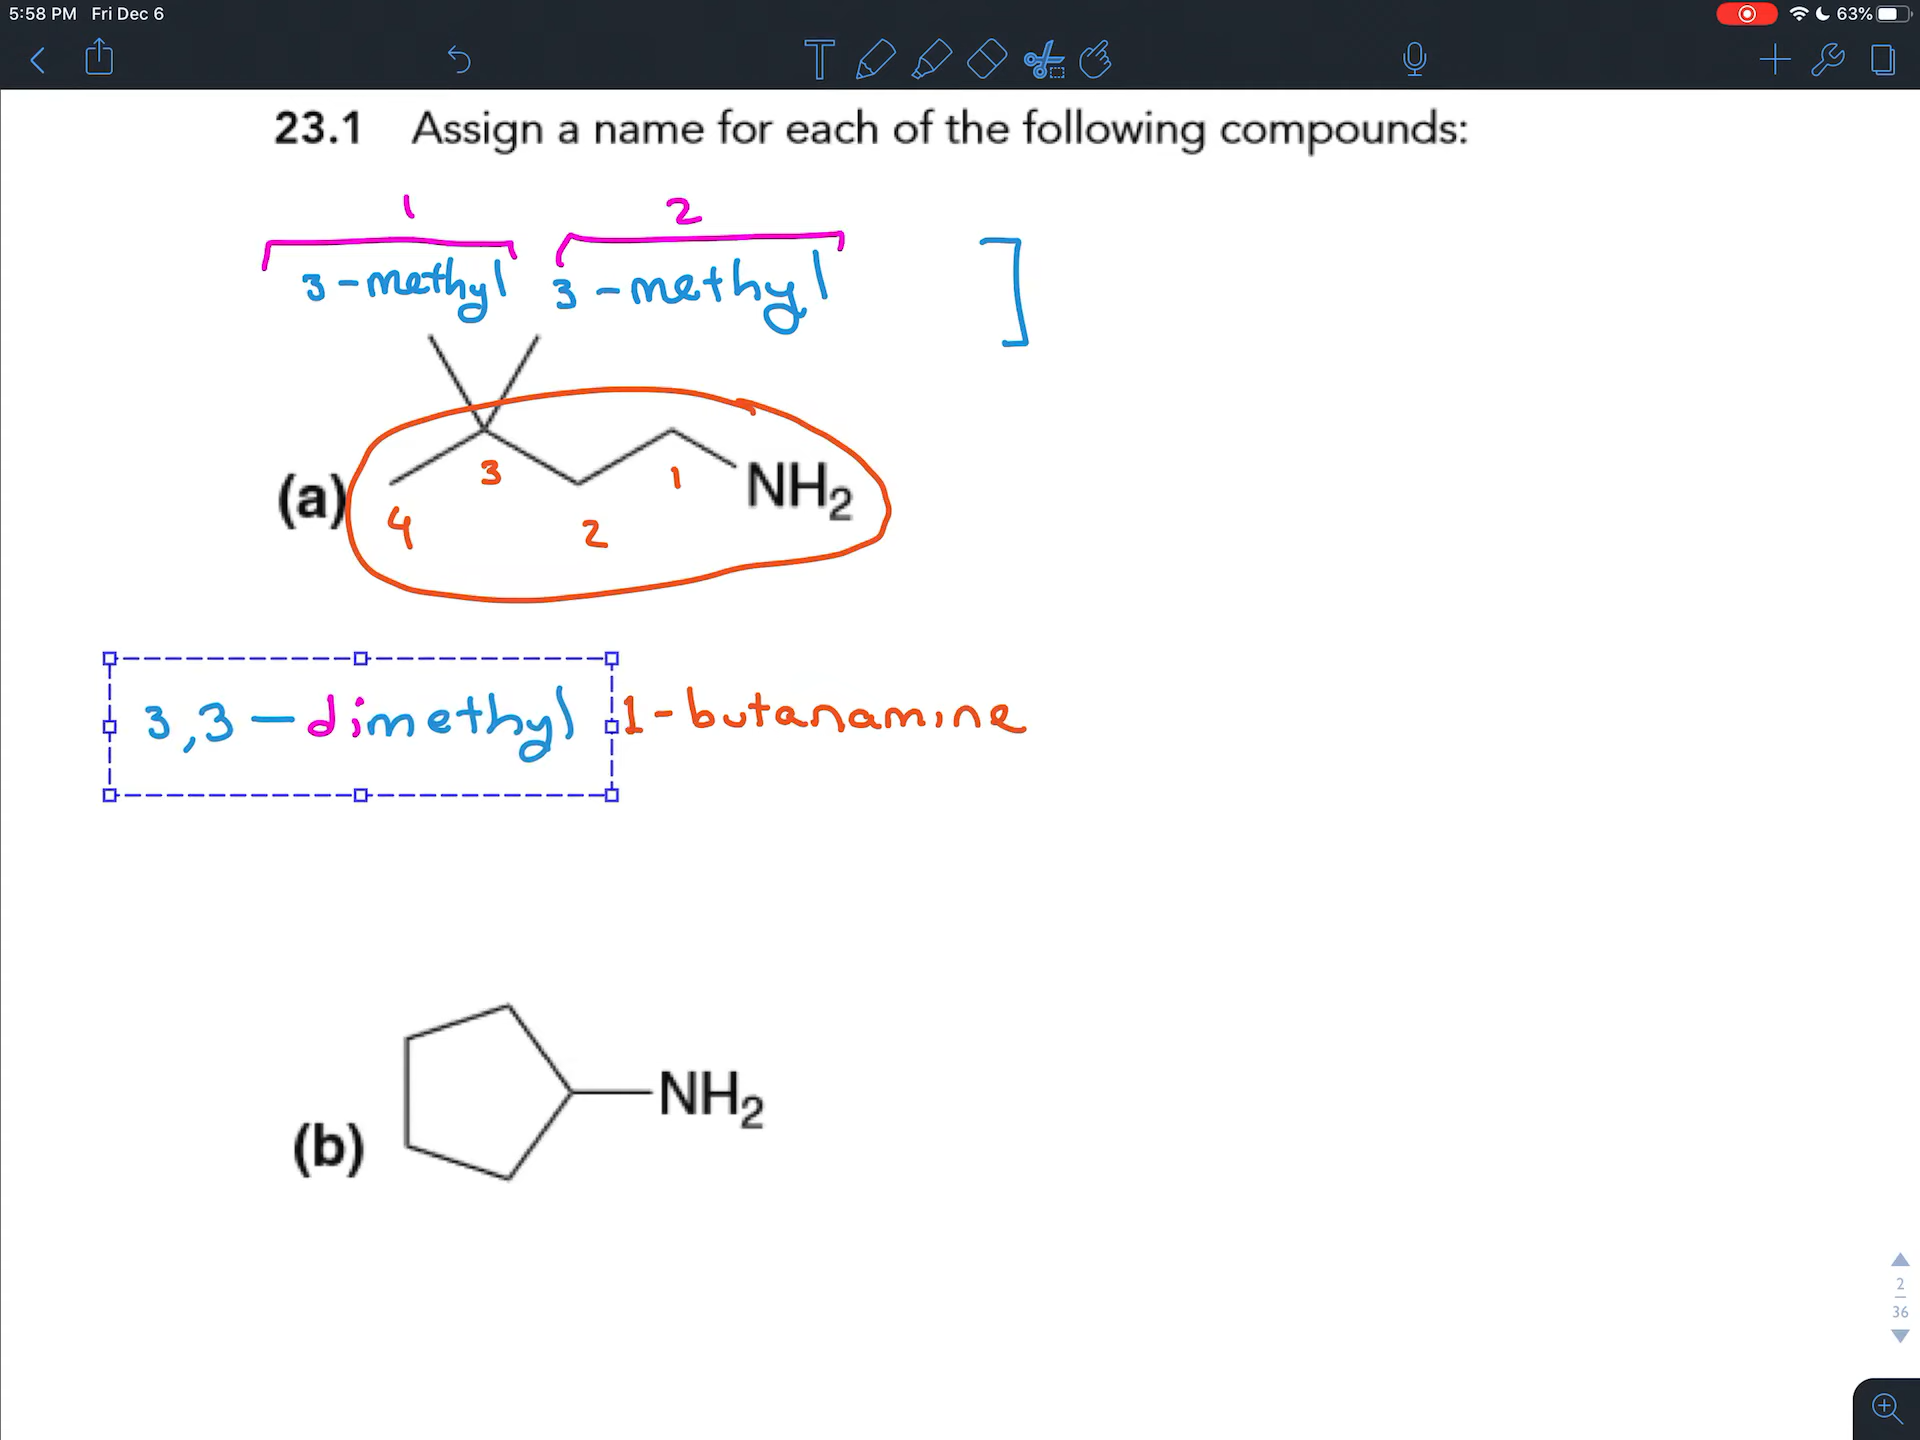 5:58 PM Fri Dec 6 63%
T
23.1 Assign a name for each of the following compounds:
1 2
3-methyl 3-methyl ]
(a) 4 3 2 1 NH₂
3,3-dimethyl 1-butanamine
(b) NH₂
2
36